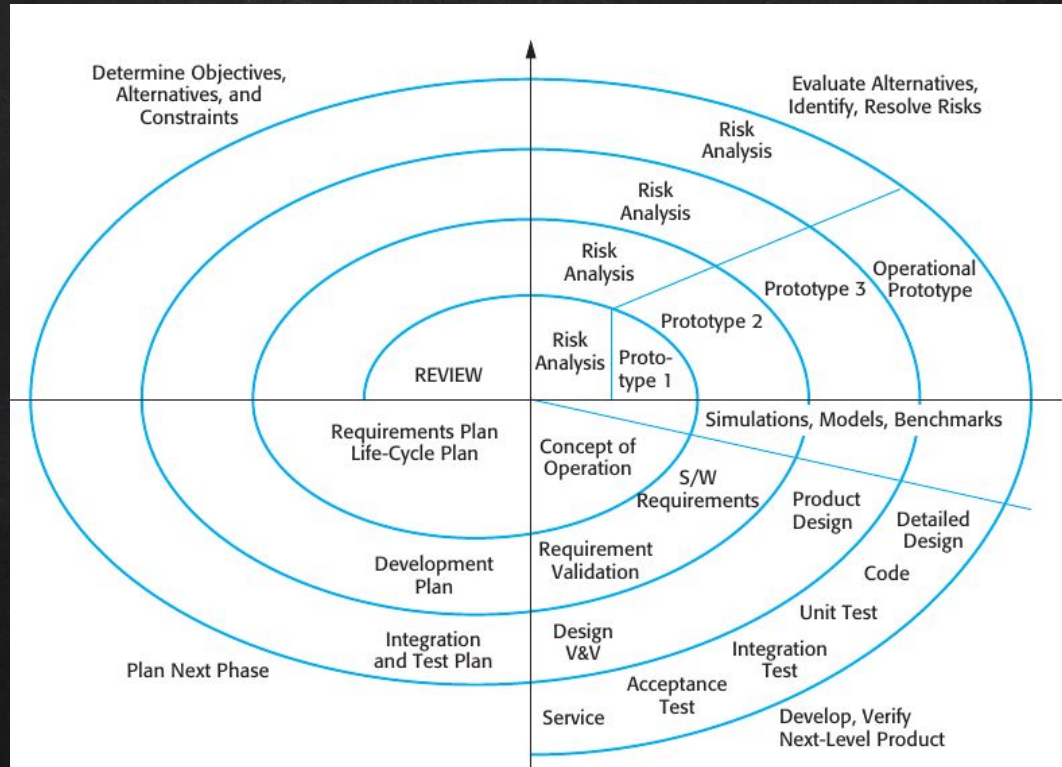 Determine Objectives,
Alternatives, and
Constraints
Evaluate Alternatives,
Identify, Resolve Risks
Risk
Analysis
Risk
Analysis
Risk
Analysis
Risk
Analysis
Operational
Prototype
Prototype 3
Prototype 2
Proto-
type 1
REVIEW
Requirements Plan
Life-Cycle Plan
Concept of
Operation
Simulations, Models, Benchmarks
S/W
Requirements
Product
Design
Detailed
Design
Code
Development
Plan
Requirement
Validation
Unit Test
Integration
and Test Plan
Design
V&V
Integration
Test
Plan Next Phase
Acceptance
Test
Service
Develop, Verify
Next-Level Product